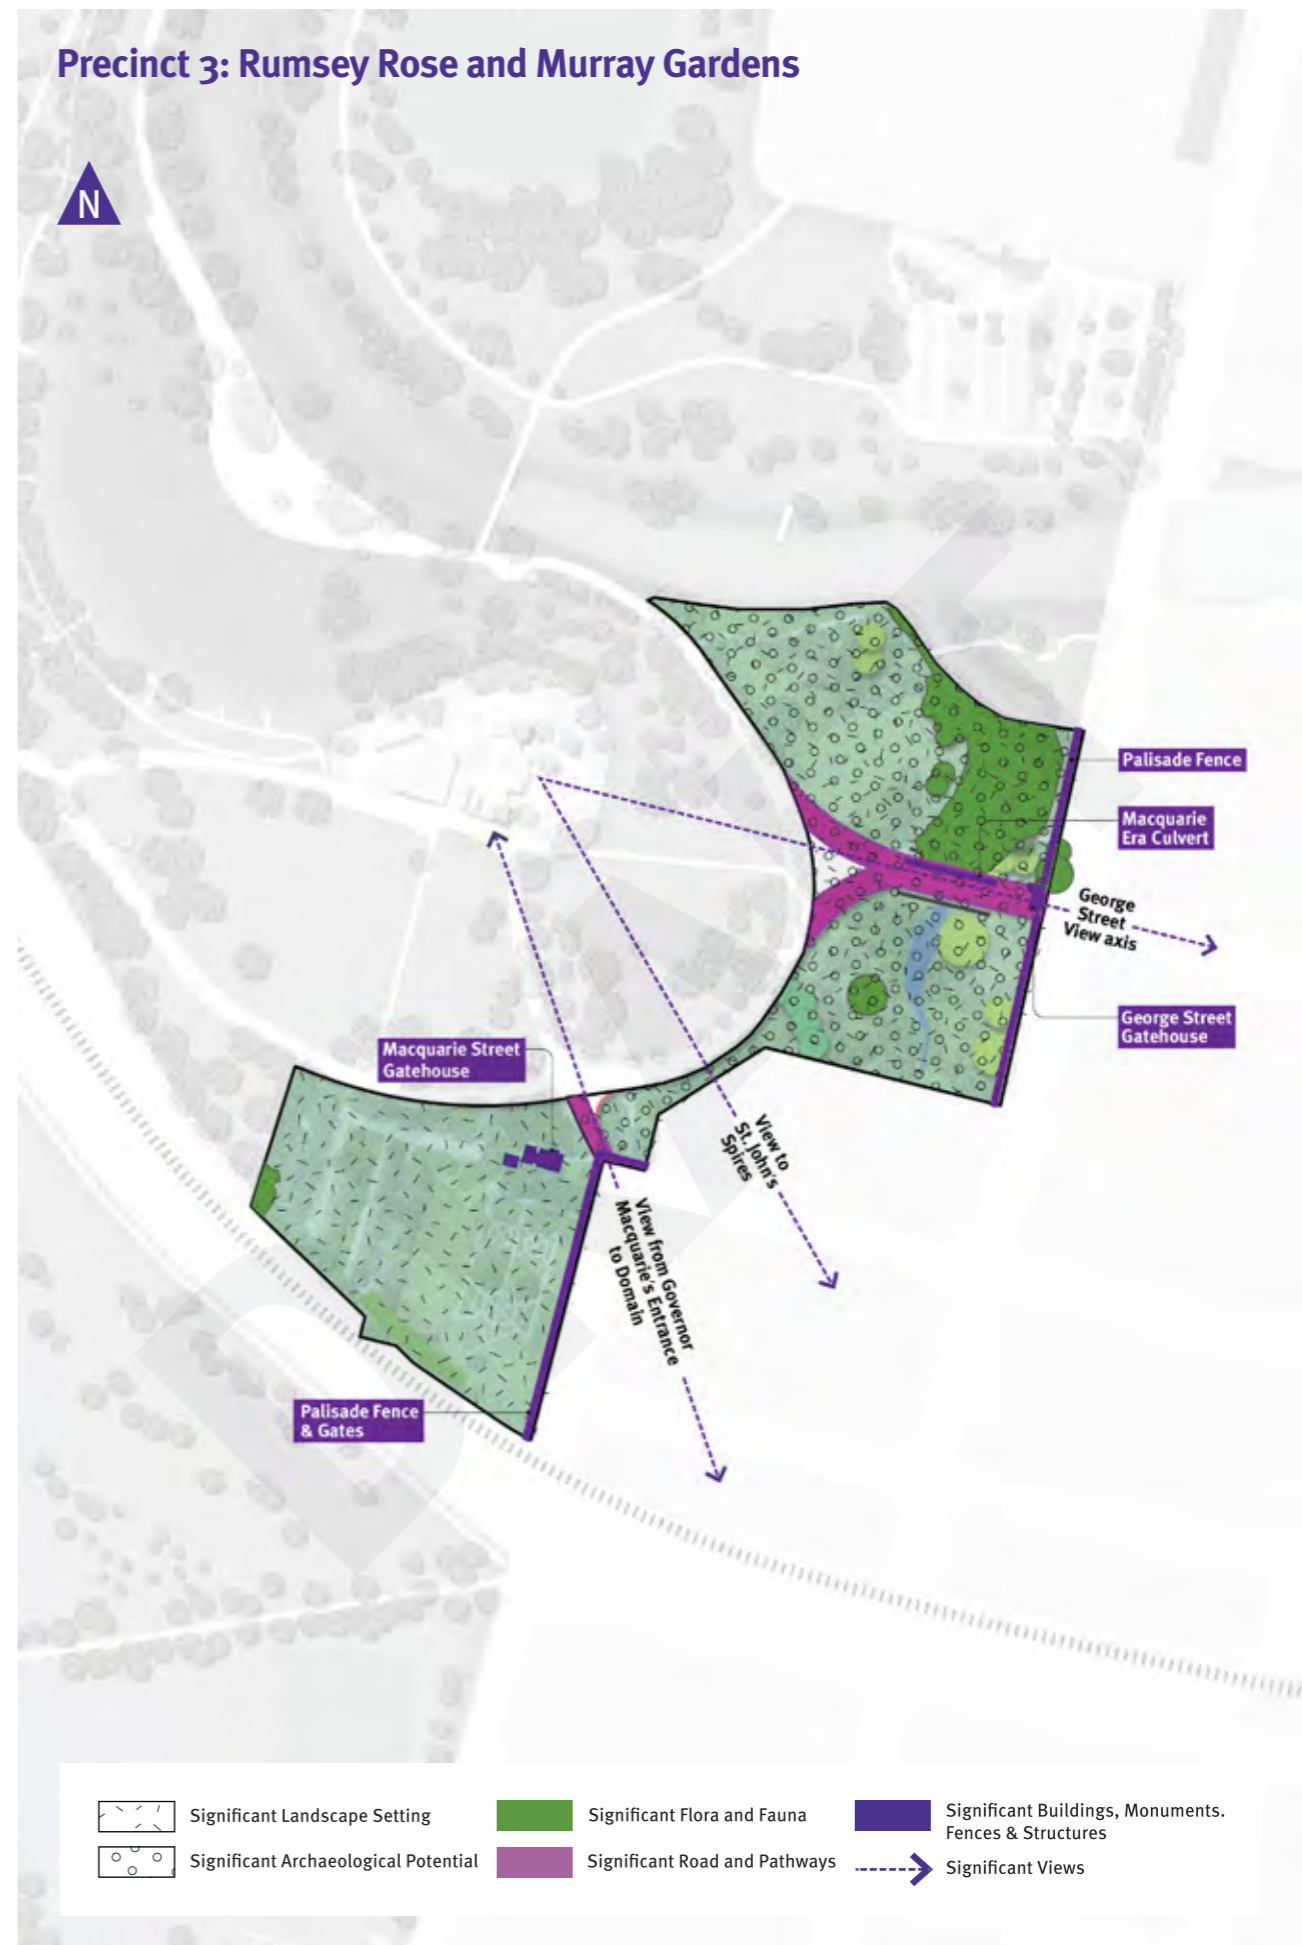 Precinct 3: Rumsey Rose and Murray Gardens
N
Palisade Fence
Macquarie
Era Culvert
George
Street
View axis
George Street
Gatehouse
Macquarie Street
Gatehouse
View to
St. John's
Spires
View from Governor
Macquarie's Entrance
to Domain
Palisade Fence
& Gates
Significant Landscape Setting
Significant Archaeological Potential
Significant Flora and Fauna
Significant Road and Pathways
Significant Buildings, Monuments.
Fences & Structures
Significant Views